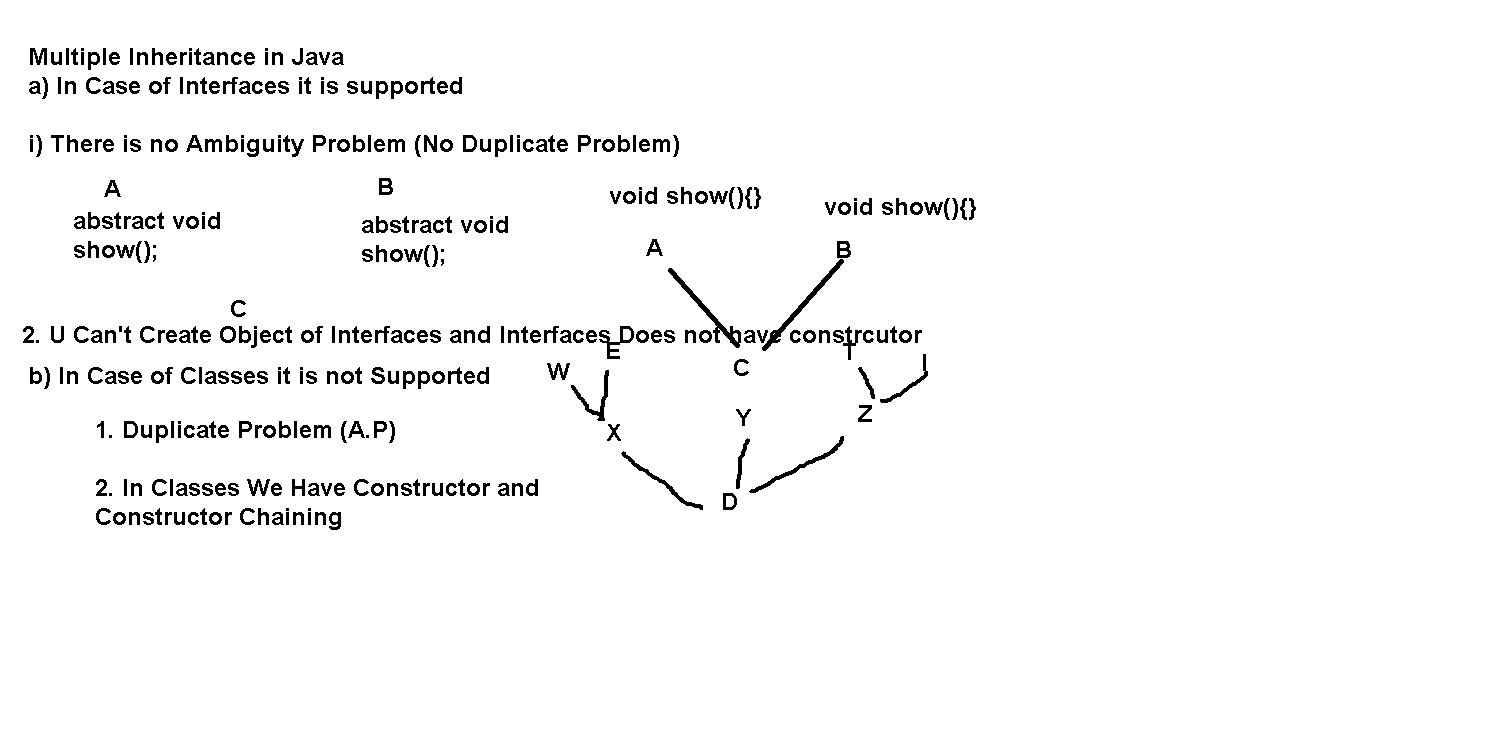 Multiple Inheritance in Java
a) In Case of Interfaces it is supported
i) There is no Ambiguity Problem (No Duplicate Problem)
A
abstract void
show();
B
abstract void
show();
void show(){}
void show(){}
A
B
C
2. U Can't Create Object of Interfaces and Interfaces Does not have constrcutor
b) In Case of Classes it is not Supported
W
E
C
T
I
1. Duplicate Problem (A.P)
X
Y
Z
2. In Classes We Have Constructor and
Constructor Chaining
D